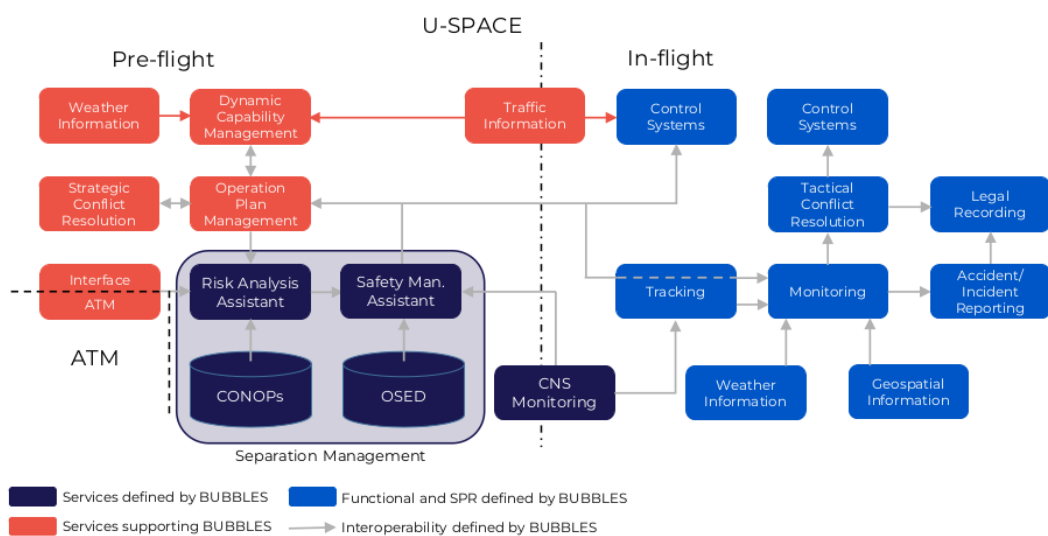 U-SPACE
Pre-flight
In-flight
Weather
Information
Dynamic
Capability
Management
Traffic
Information
Control
Systems
Control
Systems
Strategic
Conflict
Resolution
Operation
Plan
Management
Tactical
Conflict
Resolution
Legal
Recording
Interface
ATM
Risk Analysis
Assistant
Safety Man.
Assistant
Tracking
Monitoring
Accident/
Incident
Reporting
ATM
CONOPs
OSED
CNS
Monitoring
Weather
Information
Geospatial
Information
Separation Management
Services defined by BUBBLES
Functional and SPR defined by BUBBLES
Services supporting BUBBLES
Interoperability defined by BUBBLES